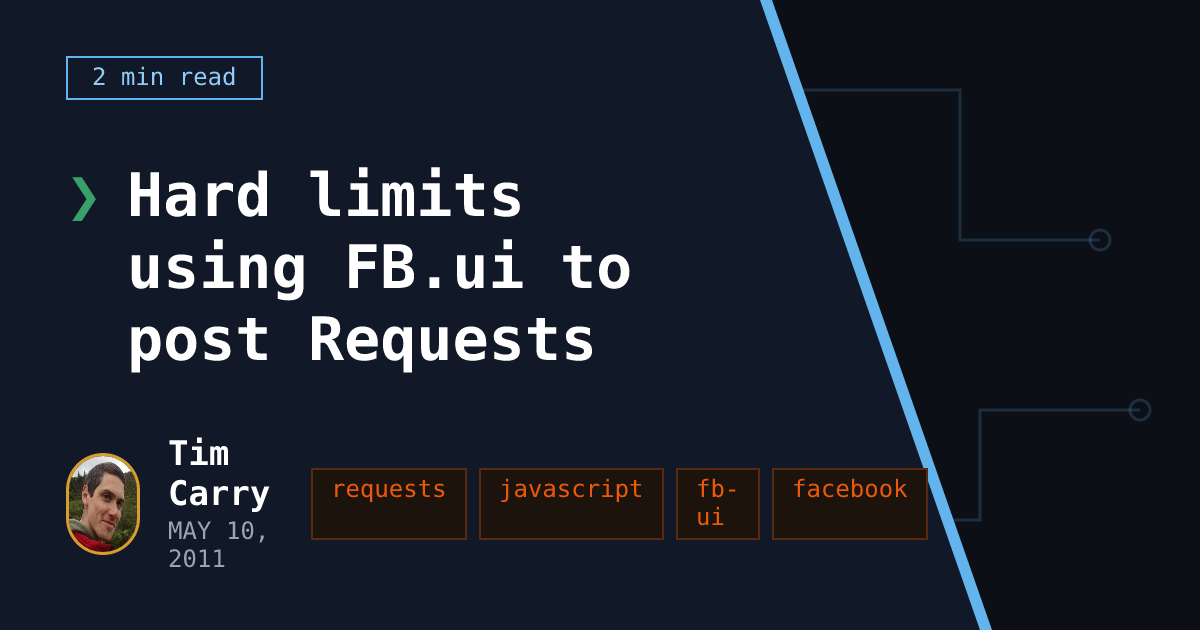 2 min read
❯ Hard limits
using FB.ui to
post Requests
Tim
Carry
MAY 10,
2011
requests
javascript
fb-
ui
facebook